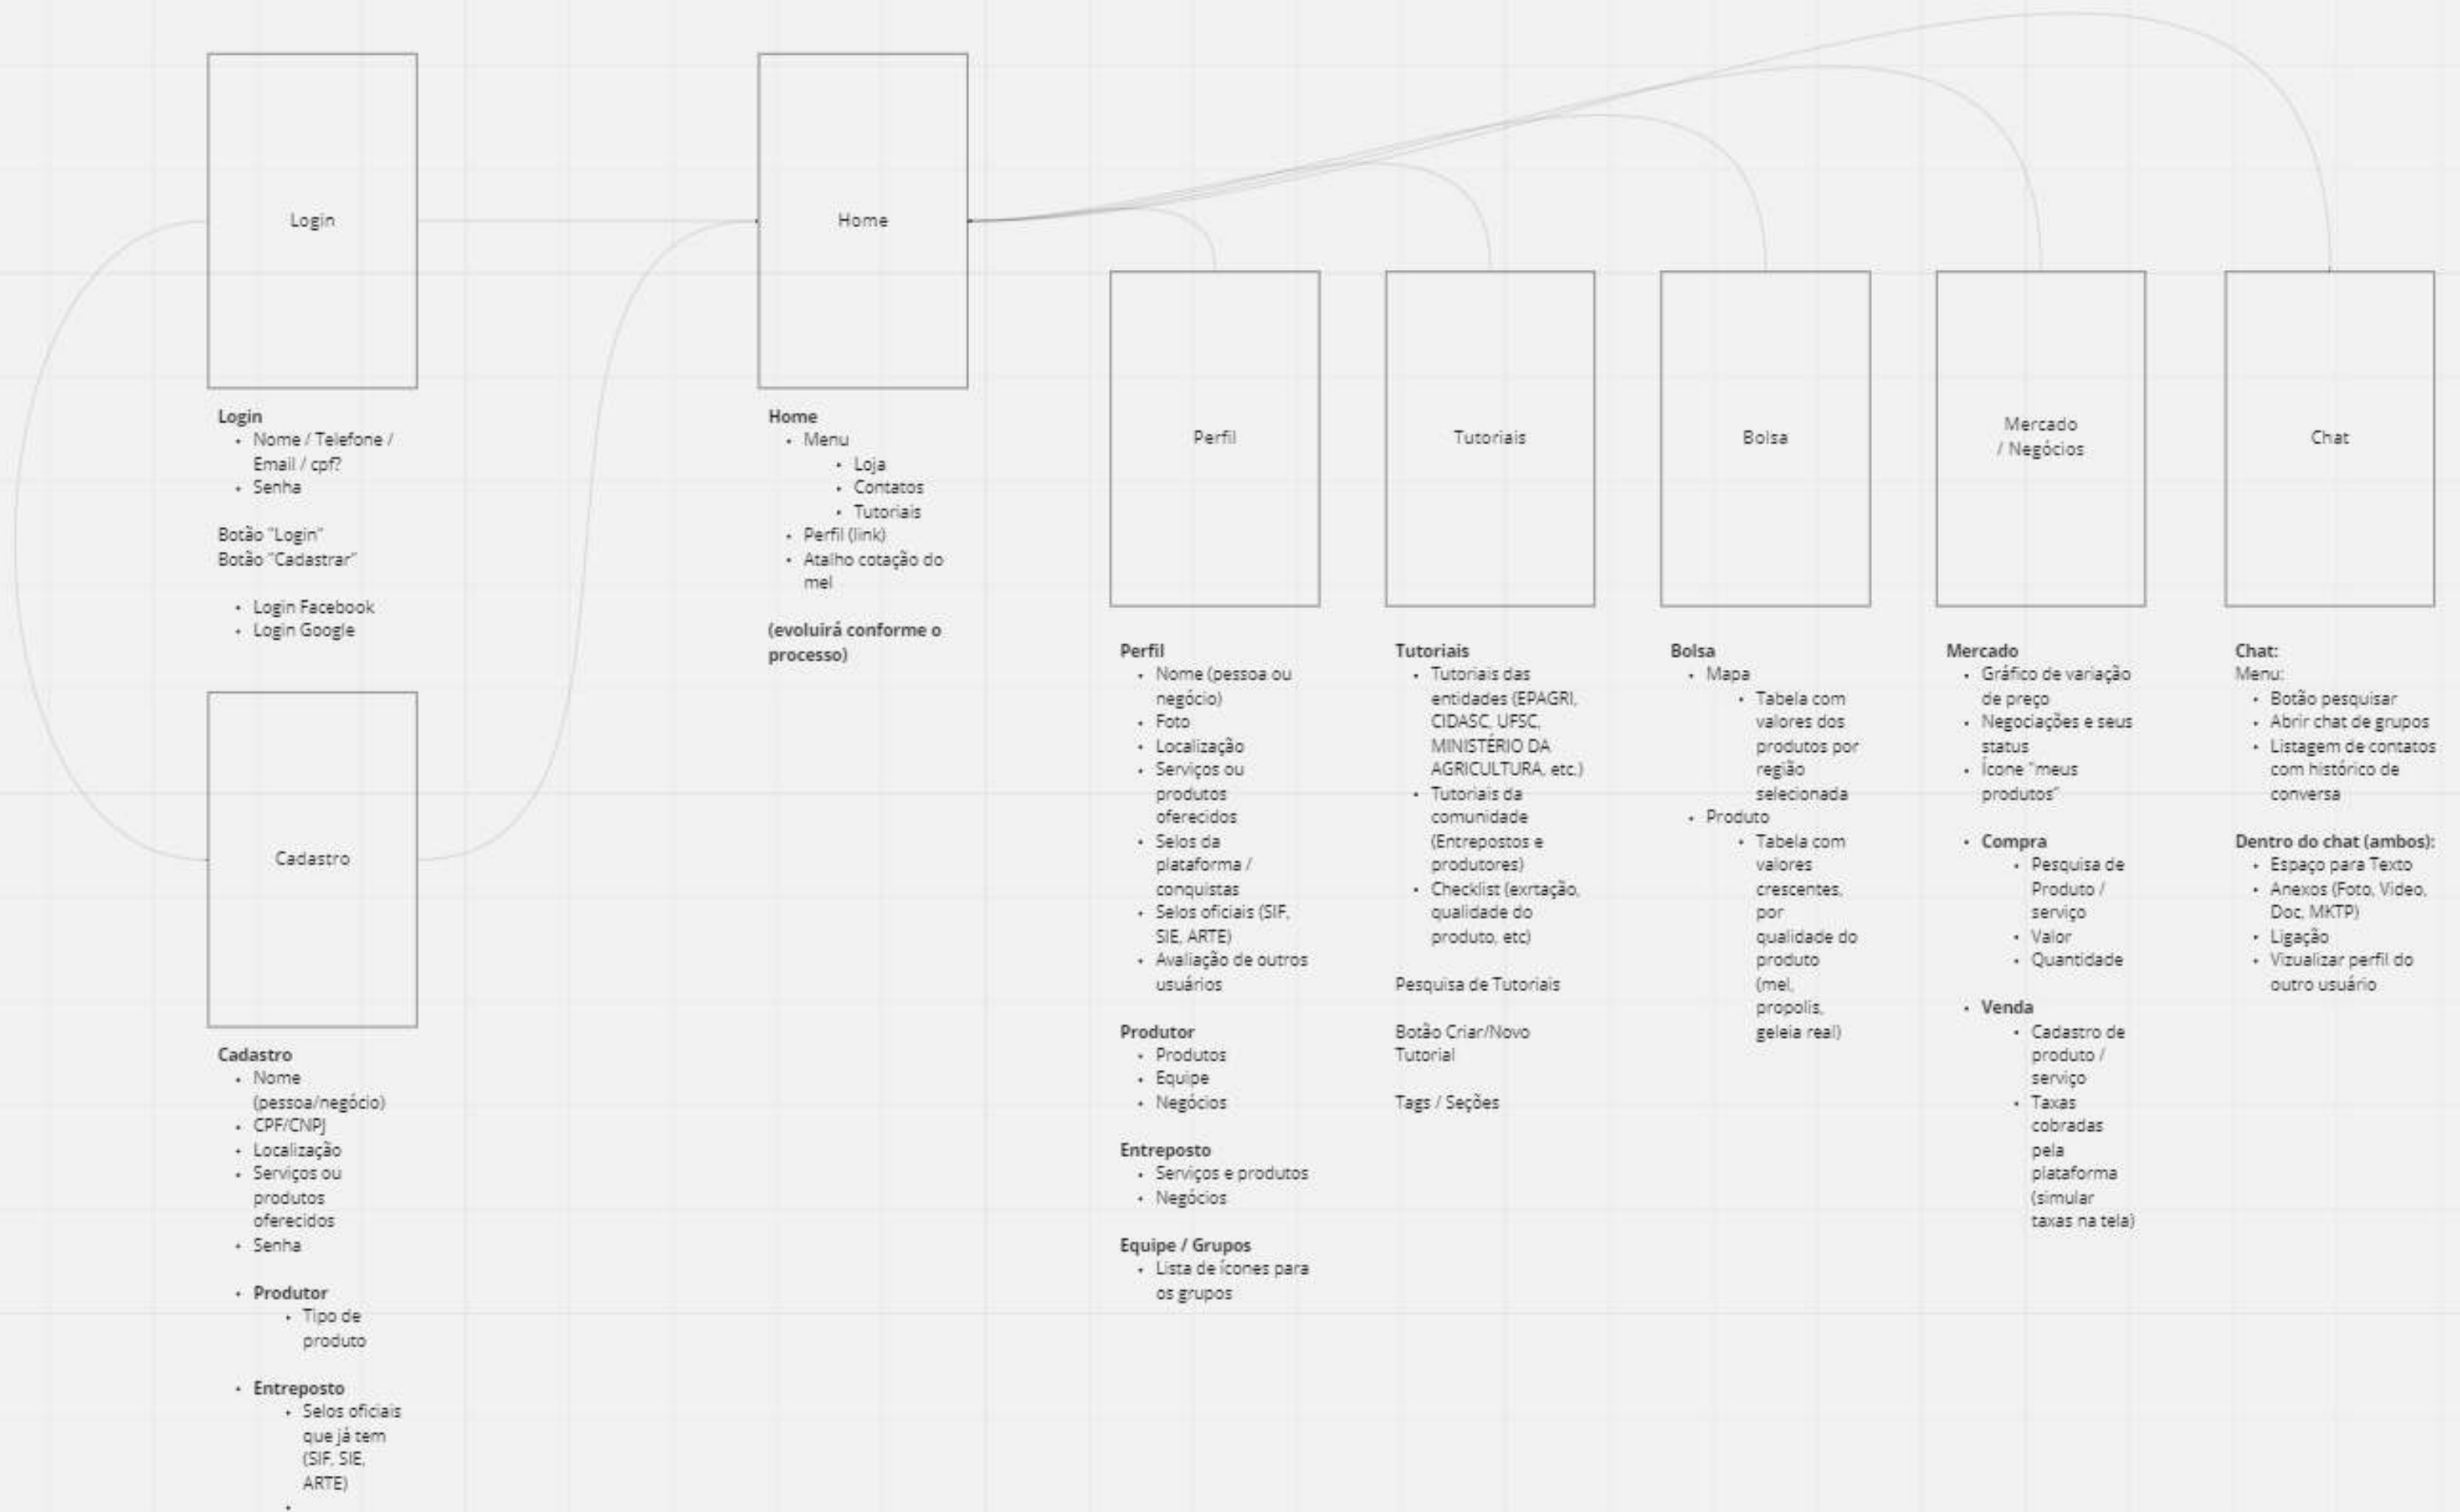 Login
Home
Perfil
Tutoriais
Bolsa
Mercado
/ Negócios
Chat
Login
• Nome / Telefone /
Email / cpf?
• Senha
Botão "Login"
Botão "Cadastrar"
• Login Facebook
• Login Google
Cadastro
Cadastro
• Nome
(pessoa/negócio)
• CPF/CNPJ
• Localização
• Serviços ou
produtos
oferecidos
• Senha
• Produtor
• Tipo de
produto
• Entreposto
• Selos oficiais
que já tem
(SIF, SIE,
ARTE)
•
Home
• Menu
• Loja
• Contatos
• Tutoriais
• Perfil (link)
• Atalho cotação do
mel
(evoluirá conforme o
processo)
Perfil
• Nome (pessoa ou
negócio)
• Foto
• Localização
• Serviços ou
produtos
oferecidos
• Selos da
plataforma /
conquistas
• Selos oficiais (SIF,
SIE, ARTE)
• Avaliação de outros
usuários
Produtor
• Produtos
• Equipe
• Negócios
Entreposto
• Serviços e produtos
• Negócios
Equipe / Grupos
• Lista de ícones para
os grupos
Tutoriais
• Tutoriais das
entidades (EPAGRI,
CIDASC, UFSC,
MINISTÉRIO DA
AGRICULTURA, etc.)
• Tutoriais da
comunidade
(Entrepostos e
produtores)
• Checklist (exrtação,
qualidade do
produto, etc)
Pesquisa de Tutoriais
Botão Criar/Novo
Tutorial
Tags / Seções
Bolsa
• Mapa
• Tabela com
valores dos
produtos por
região
selecionada
• Produto
• Tabela com
valores
crescentes,
por
qualidade do
produto
(mel,
propolis,
geleia real)
Mercado
• Gráfico de variação
de preço
• Negociações e seus
status
• Ícone "meus
produtos"
• Compra
• Pesquisa de
Produto /
serviço
• Valor
• Quantidade
• Venda
• Cadastro de
produto /
serviço
• Taxas
cobradas
pela
plataforma
(simular
taxas na tela)
Chat:
Menu:
• Botão pesquisar
• Abrir chat de grupos
• Listagem de contatos
com histórico de
conversa
Dentro do chat (ambos):
• Espaço para Texto
• Anexos (Foto, Video,
Doc, MKTP)
• Ligação
• Vizualizar perfil do
outro usuário